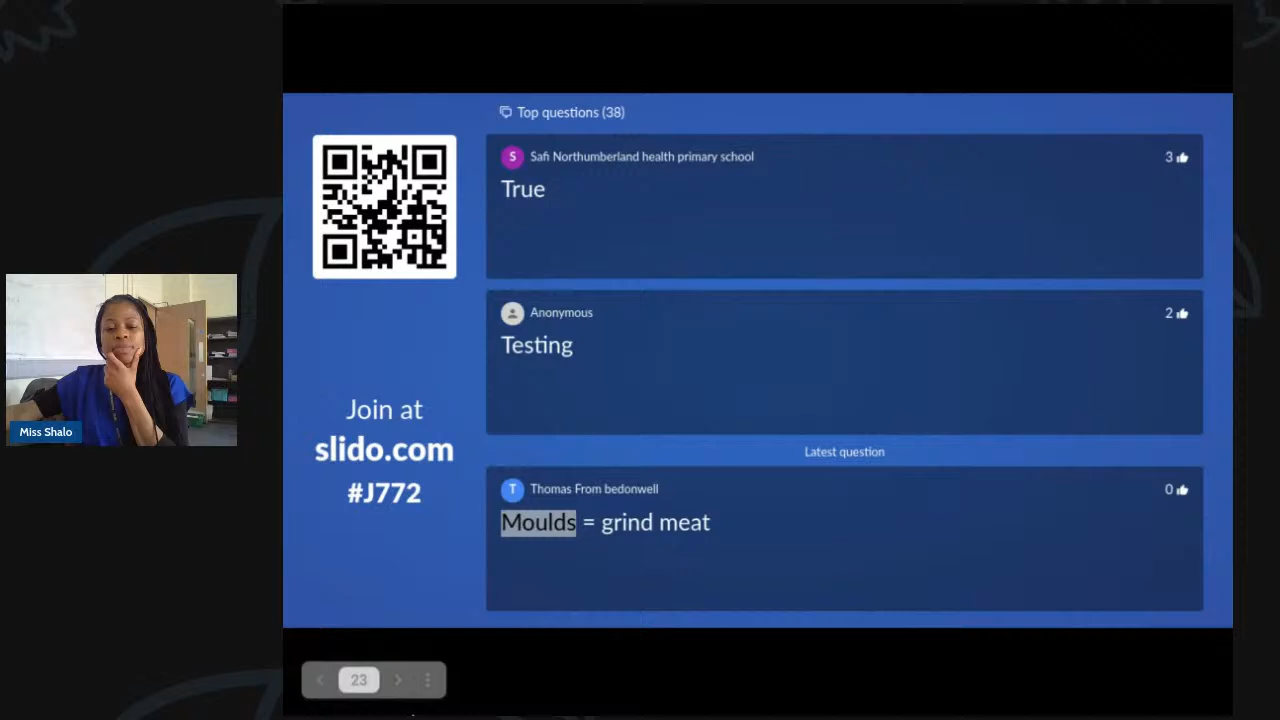 Top questions (38)
S
Safi Northumberland health primary school
3
True
Anonymous
2
Testing
Join at
slido.com
#J772
Latest question
T
Thomas From bedonwell
0
Moulds = grind meat
Miss Shalo
23